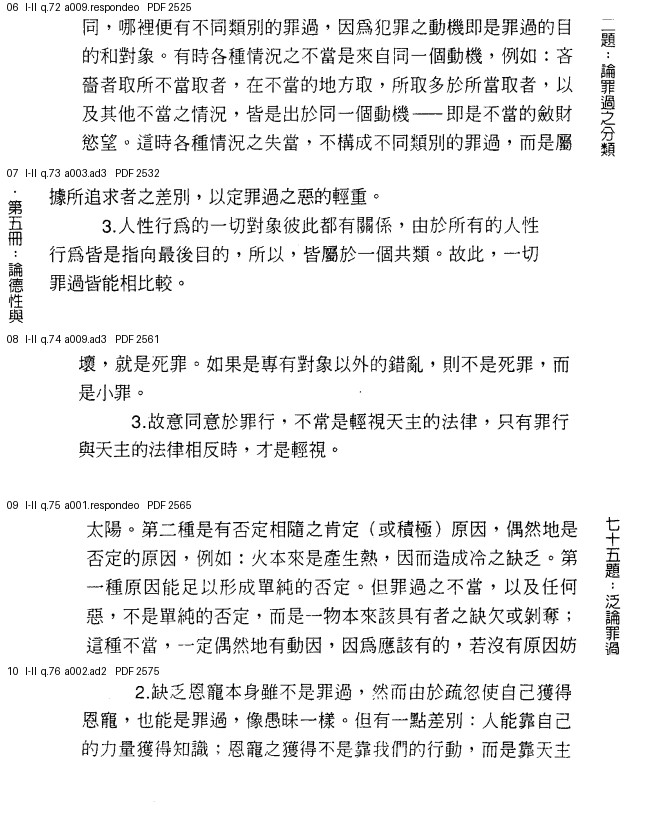 06 I-II q.72 a009.respondeo PDF 2525
同，哪裡便有不同類別的罪過，因為犯罪之動機即是罪過的目
的和對象。有時各種情況之不當是來自同一個動機，例如：吝
嗇者取所不當取者，在不當的地方取，所取多於所當取者，以
及其他不當之情況，皆是出於同一個動機——即是不當的斂財
慾望。這時各種情況之失當，不構成不同類別的罪過，而是屬
二題：論罪過之分類
07 I-II q.73 a003.ad3 PDF 2532
據所追求者之差別，以定罪過之惡的輕重。
3.人性行為的一切對象彼此都有關係，由於所有的人性
行為皆是指向最後目的，所以，皆屬於一個共類。故此，一切
罪過皆能相比較。
．第五冊：論德性與
08 I-II q.74 a009.ad3 PDF 2561
壞，就是死罪。如果是專有對象以外的錯亂，則不是死罪，而
是小罪。
3.故意同意於罪行，不常是輕視天主的法律，只有罪行
與天主的法律相反時，才是輕視。
09 I-II q.75 a001.respondeo PDF 2565
太陽。第二種是有否定相隨之肯定（或積極）原因，偶然地是
否定的原因，例如：火本來是產生熱，因而造成冷之缺乏。第
一種原因能足以形成單純的否定。但罪過之不當，以及任何
惡，不是單純的否定，而是一物本來該具有者之缺欠或剝奪；
這種不當，一定偶然地有動因，因為應該有的，若沒有原因妨
七十五題：泛論罪過
10 I-II q.76 a002.ad2 PDF 2575
2.缺乏恩寵本身雖不是罪過，然而由於疏忽使自己獲得
恩寵，也能是罪過，像愚昧一樣。但有一點差別：人能靠自己
的力量獲得知識；恩寵之獲得不是靠我們的行動，而是靠天主